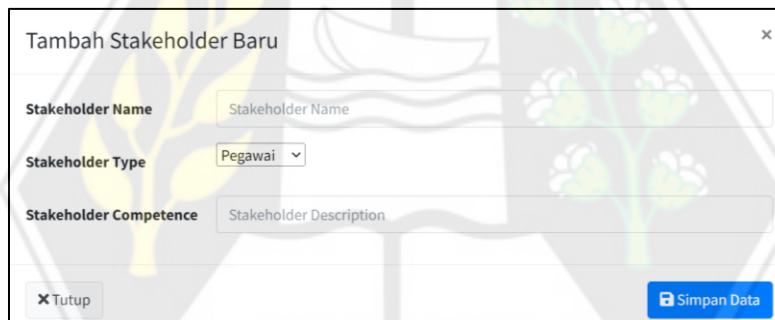 Tambah Stakeholder Baru ×
Stakeholder Name Stakeholder Name
Stakeholder Type Pegawai
Stakeholder Competence Stakeholder Description
Tutup Simpan Data